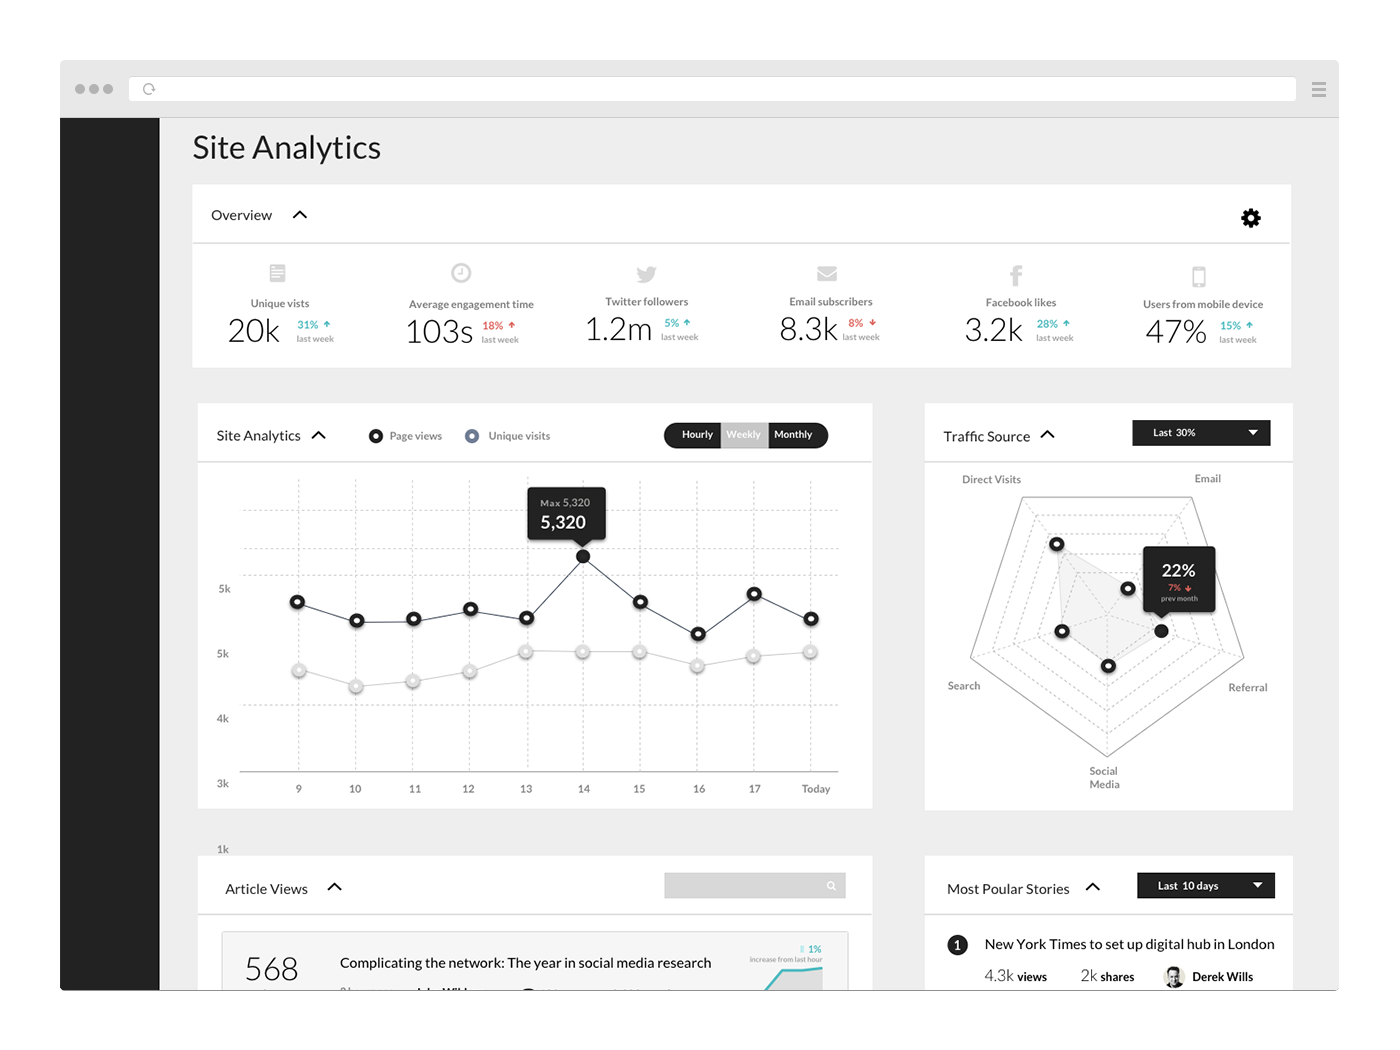 Site Analytics
Overview
Unique vists
20k 31%
last week
Average engagement time
103s 18%
last week
Twitter followers
1.2m 5%
last week
Email subscribers
8.3k 8%
last week
Facebook likes
3.2k 28%
last week
Users from mobile device
47% 15%
last week
Site Analytics Page views Unique visits Hourly Weekly Monthly
Max 5,320
5,320
5k
5k
4k
3k
1k
9 10 11 12 13 14 15 16 17 Today
Traffic Source Last 30%
Direct Visits Email
22%
7%
prev month
Search Referral
Social
Media
Article Views
568 Complicating the network: The year in social media research
1%
increase from last hour
Most Poular Stories Last 10 days
1 New York Times to set up digital hub in London
4.3k views 2k shares Derek Wills